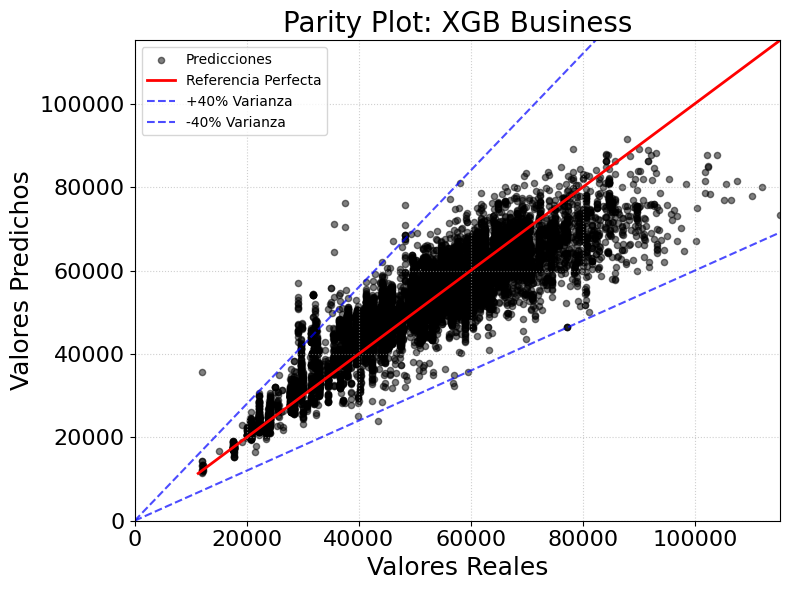 Parity Plot: XGB Business
Predicciones
Referencia Perfecta
+40% Varianza
-40% Varianza
100000
80000
60000
40000
20000
0
Valores Predichos
0 20000 40000 60000 80000 100000
Valores Reales